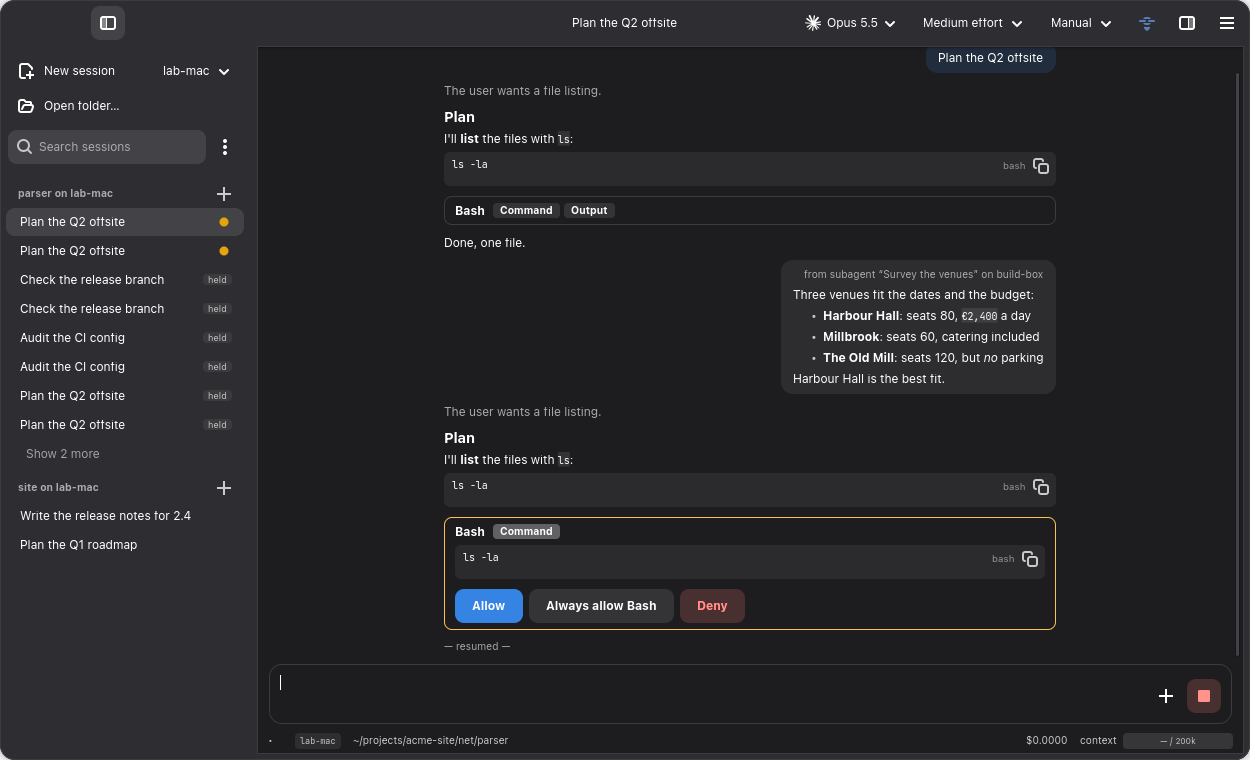 Plan the Q2 offsite
Opus 5.5
Medium effort
Manual
New session
lab-mac
Open folder...
Search sessions
parser on lab-mac
Plan the Q2 offsite
Plan the Q2 offsite
Check the release branch held
Check the release branch held
Audit the CI config held
Audit the CI config held
Plan the Q2 offsite held
Plan the Q2 offsite held
Show 2 more
site on lab-mac
Write the release notes for 2.4
Plan the Q1 roadmap
Plan the Q2 offsite
The user wants a file listing.
Plan
I'll list the files with ls:
ls -la bash
Bash Command Output
Done, one file.
from subagent “Survey the venues” on build-box
Three venues fit the dates and the budget:
• Harbour Hall: seats 80, €2,400 a day
• Millbrook: seats 60, catering included
• The Old Mill: seats 120, but no parking
Harbour Hall is the best fit.
The user wants a file listing.
Plan
I'll list the files with ls:
ls -la bash
Bash Command
ls -la bash
Allow Always allow Bash Deny
— resumed —
· lab-mac ~/projects/acme-site/net/parser $0.0000 context — / 200k